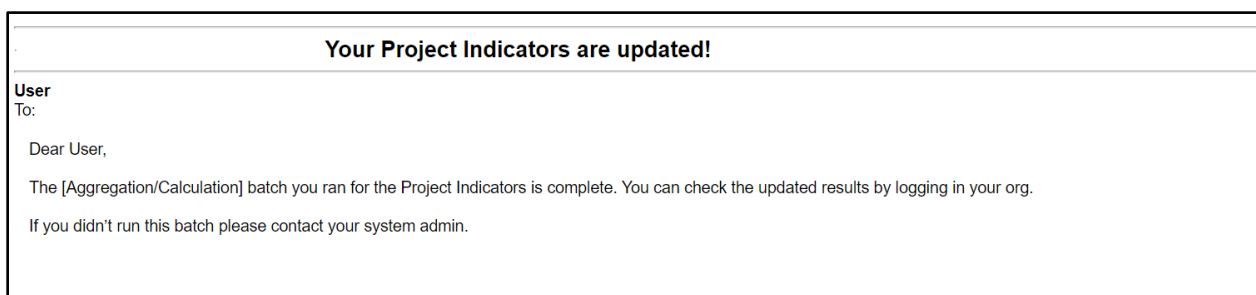 Your Project Indicators are updated!
User
To:
Dear User,
The [Aggregation/Calculation] batch you ran for the Project Indicators is complete. You can check the updated results by logging in your org.
If you didn’t run this batch please contact your system admin.